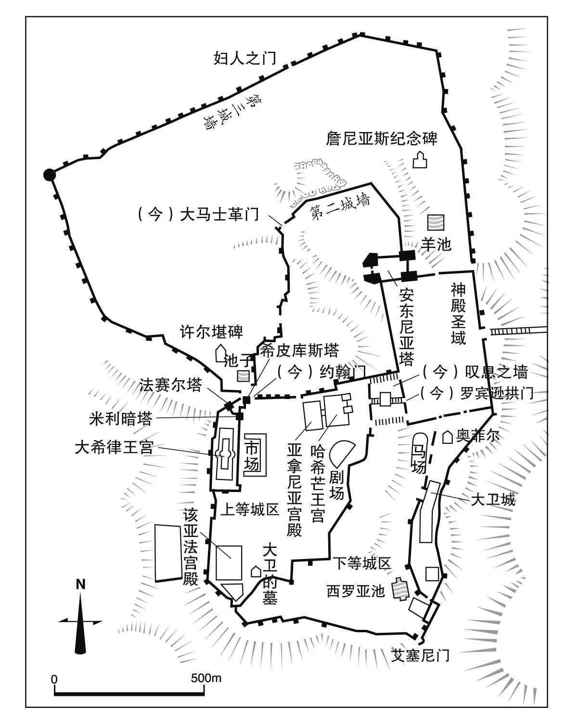 妇人之门
第三城墙
詹尼亚斯纪念碑
（今）大马士革门
第二城墙
羊池
安东尼亚塔
神殿圣域
许尔堪碑
池子
希皮库斯塔
（今）约翰门
（今）叹息之墙
（今）罗宾逊拱门
法赛尔塔
米利暗塔
大希律王宫
市场
亚拿尼亚宫殿
哈希芒王宫
剧场
马场
奥菲尔
大卫城
上等城区
该亚法宫殿
大卫的墓
下等城区
西罗亚池
艾塞尼门
N
0
500m